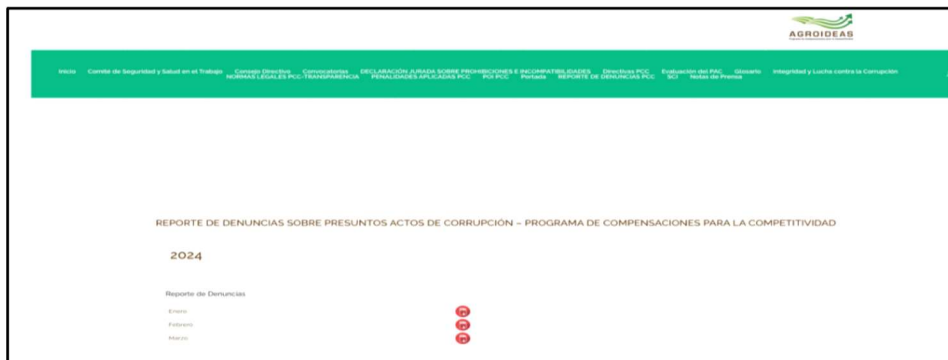 AGROIDEAS
Inicio Comité de Seguridad y Salud en el Trabajo Consejo Directivo Convocatorias DECLARACIÓN JURADA SOBRE PROHIBICIONES E INCOMPATIBILIDADES Directivas PCC Evaluación del PAC Glosario Integridad y Lucha contra la Corrupción
NORMAS LEGALES PCC-TRANSPARENCIA PENALIDADES APLICADAS PCC POI PCC Portada REPORTE DE DENUNCIAS PCC SCI Notas de Prensa
REPORTE DE DENUNCIAS SOBRE PRESUNTOS ACTOS DE CORRUPCIÓN – PROGRAMA DE COMPENSACIONES PARA LA COMPETITIVIDAD
2024
Reporte de Denuncias
Enero
Febrero
Marzo